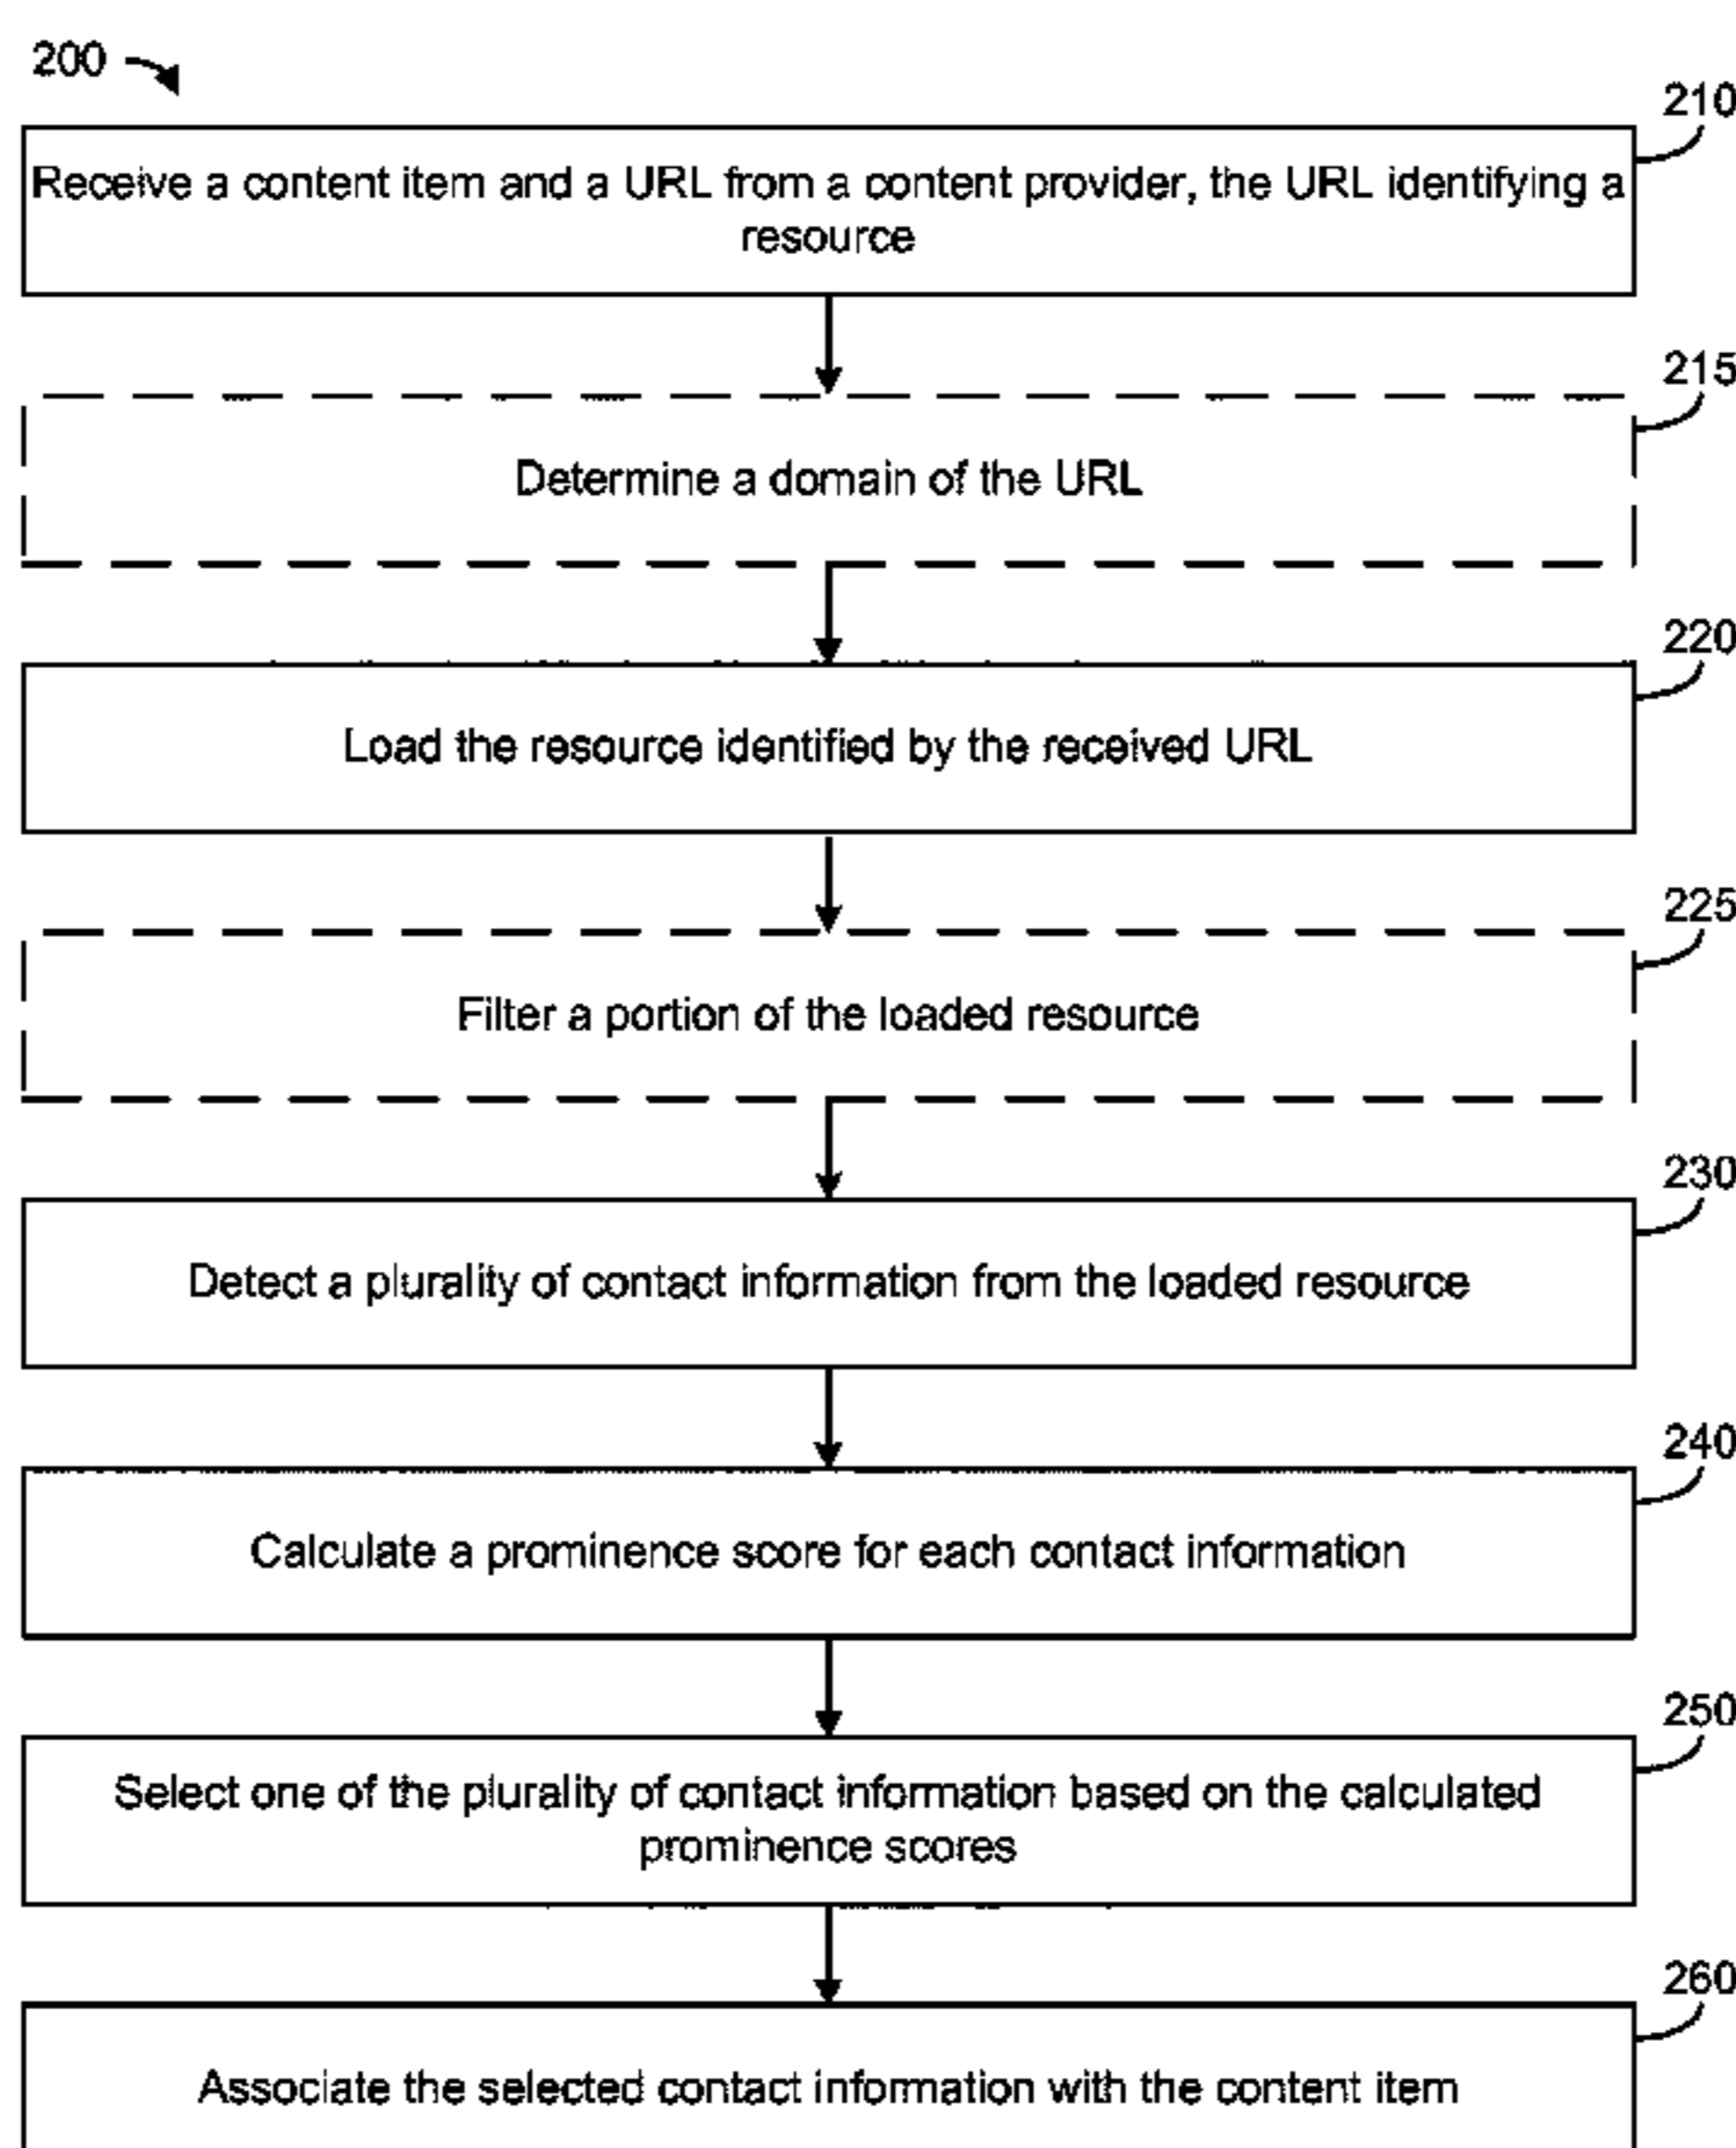 200
210
Receive a content item and a URL from a content provider, the URL identifying a
resource
215
Determine a domain of the URL
220
Load the resource identified by the received URL
225
Filter a portion of the loaded resource
230
Detect a plurality of contact information from the loaded resource
240
Calculate a prominence score for each contact information
250
Select one of the plurality of contact information based on the calculated
prominence scores
260
Associate the selected contact information with the content item